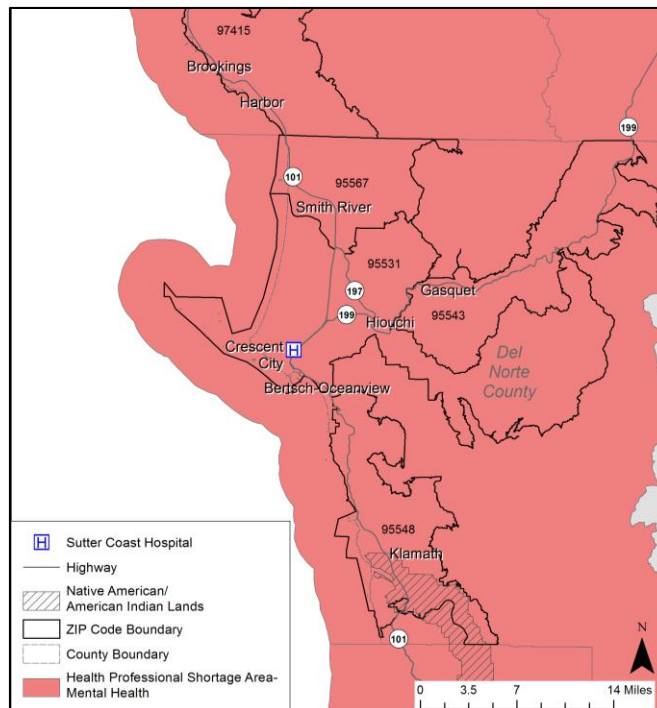 97415
Brookings
Harbor
199
101
95567
Smith River
95531
197
Gasquet
199
Hiouchi
95543
Crescent
City
H
Del
Norte
County
Bertsch-Oceanview
95548
Klamath
101
H Sutter Coast Hospital
Highway
Native American/
American Indian Lands
ZIP Code Boundary
County Boundary
Health Professional Shortage Area-
Mental Health
N
0 3.5 7 14 Miles